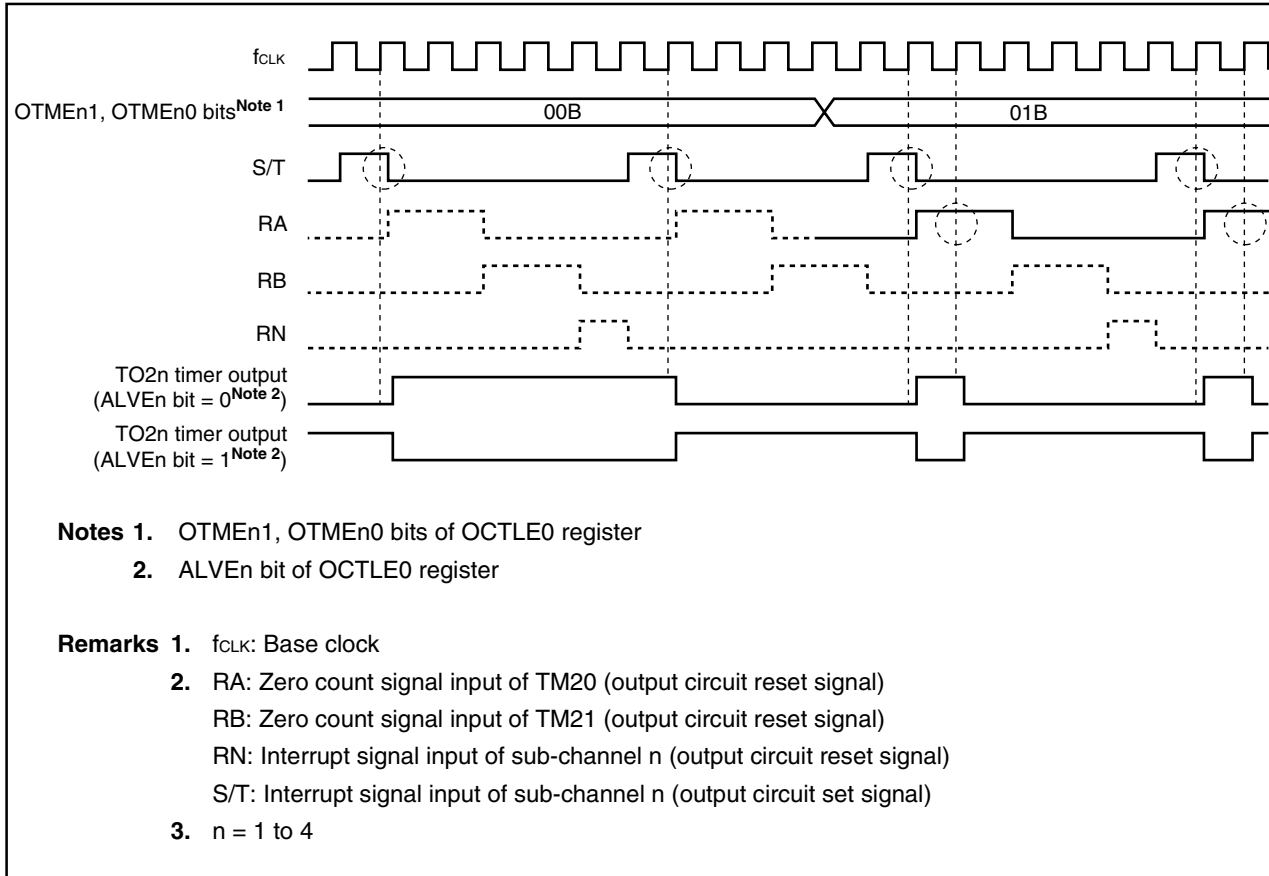 fCLK
OTMEn1, OTMEn0 bitsNote 1
00B
01B
S/T
RA
RB
RN
TO2n timer output
(ALVEn bit = 0Note 2)
TO2n timer output
(ALVEn bit = 1Note 2)
Notes 1. OTMEn1, OTMEn0 bits of OCTLE0 register
2. ALVEn bit of OCTLE0 register
Remarks 1. fCLK: Base clock
2. RA: Zero count signal input of TM20 (output circuit reset signal)
RB: Zero count signal input of TM21 (output circuit reset signal)
RN: Interrupt signal input of sub-channel n (output circuit reset signal)
S/T: Interrupt signal input of sub-channel n (output circuit set signal)
3. n = 1 to 4